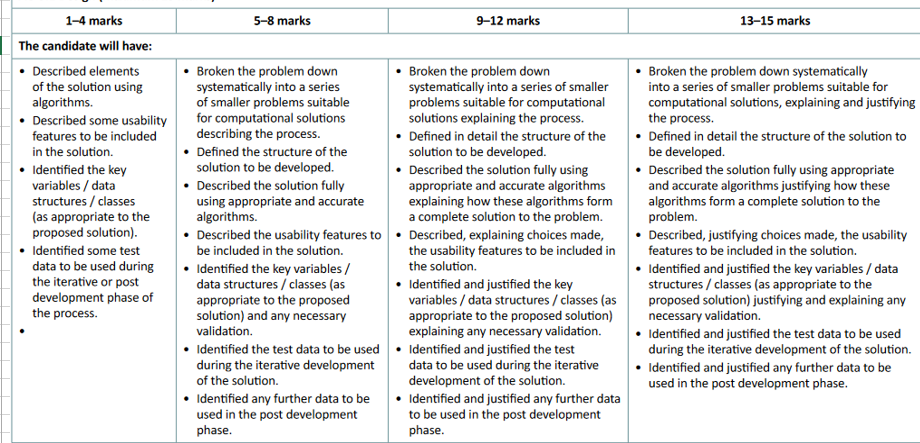 1–4 marks
5–8 marks
9–12 marks
13–15 marks
The candidate will have:
• Described elements
of the solution using
algorithms.
• Described some usability
features to be included
in the solution.
• Identified the key
variables / data
structures / classes
(as appropriate to the
proposed solution).
• Identified some test
data to be used during
the iterative or post
development phase of
the process.
•
• Broken the problem down
systematically into a series
of smaller problems suitable
for computational solutions
describing the process.
• Defined the structure of the
solution to be developed.
• Described the solution fully
using appropriate and accurate
algorithms.
• Described the usability features to
be included in the solution.
• Identified the key variables /
data structures / classes (as
appropriate to the proposed
solution) and any necessary
validation.
• Identified the test data to be used
during the iterative development
of the solution.
• Identified any further data to be
used in the post development
phase.
• Broken the problem down
systematically into a series of smaller
problems suitable for computational
solutions explaining the process.
• Defined in detail the structure of the
solution to be developed.
• Described the solution fully using
appropriate and accurate algorithms
explaining how these algorithms form
a complete solution to the problem.
• Described, explaining choices made,
the usability features to be included in
the solution.
• Identified and justified the key
variables / data structures / classes (as
appropriate to the proposed solution)
explaining any necessary validation.
• Identified and justified the test
data to be used during the iterative
development of the solution.
• Identified and justified any further data
to be used in the post development
phase.
• Broken the problem down systematically
into a series of smaller problems suitable for
computational solutions, explaining and justifying
the process.
• Defined in detail the structure of the solution to
be developed.
• Described the solution fully using appropriate
and accurate algorithms justifying how these
algorithms form a complete solution to the
problem.
• Described, justifying choices made, the usability
features to be included in the solution.
• Identified and justified the key variables / data
structures / classes (as appropriate to the
proposed solution) justifying and explaining any
necessary validation.
• Identified and justified the test data to be used
during the iterative development of the solution.
• Identified and justified any further data to be
used in the post development phase.